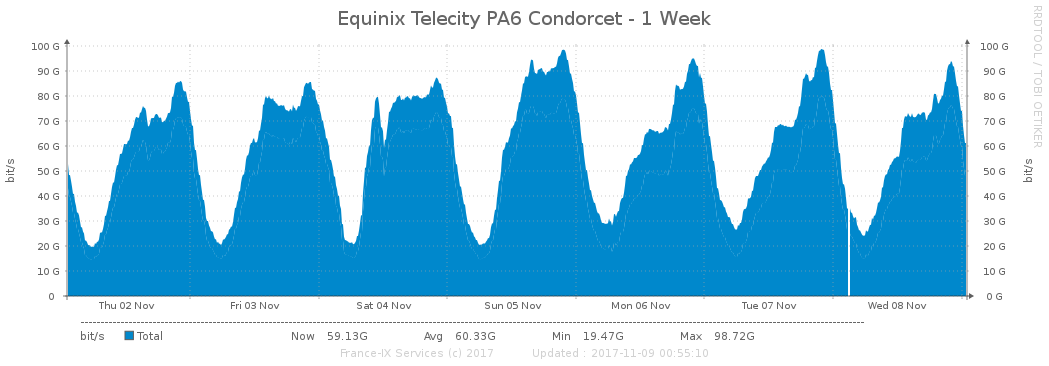 Equinix Telecity PA6 Condorcet - 1 Week
RRDTOOL / TOBI OETIKER
bit/s
100 G
90 G
80 G
70 G
60 G
50 G
40 G
30 G
20 G
10 G
0
100 G
90 G
80 G
70 G
60 G
50 G
40 G
30 G
20 G
10 G
0 G
bit/s
Thu 02 Nov Fri 03 Nov Sat 04 Nov Sun 05 Nov Mon 06 Nov Tue 07 Nov Wed 08 Nov
bit/s Total Now 59.13G Avg 60.33G Min 19.47G Max 98.72G
France-IX Services (c) 2017 Updated : 2017-11-09 00:55:10